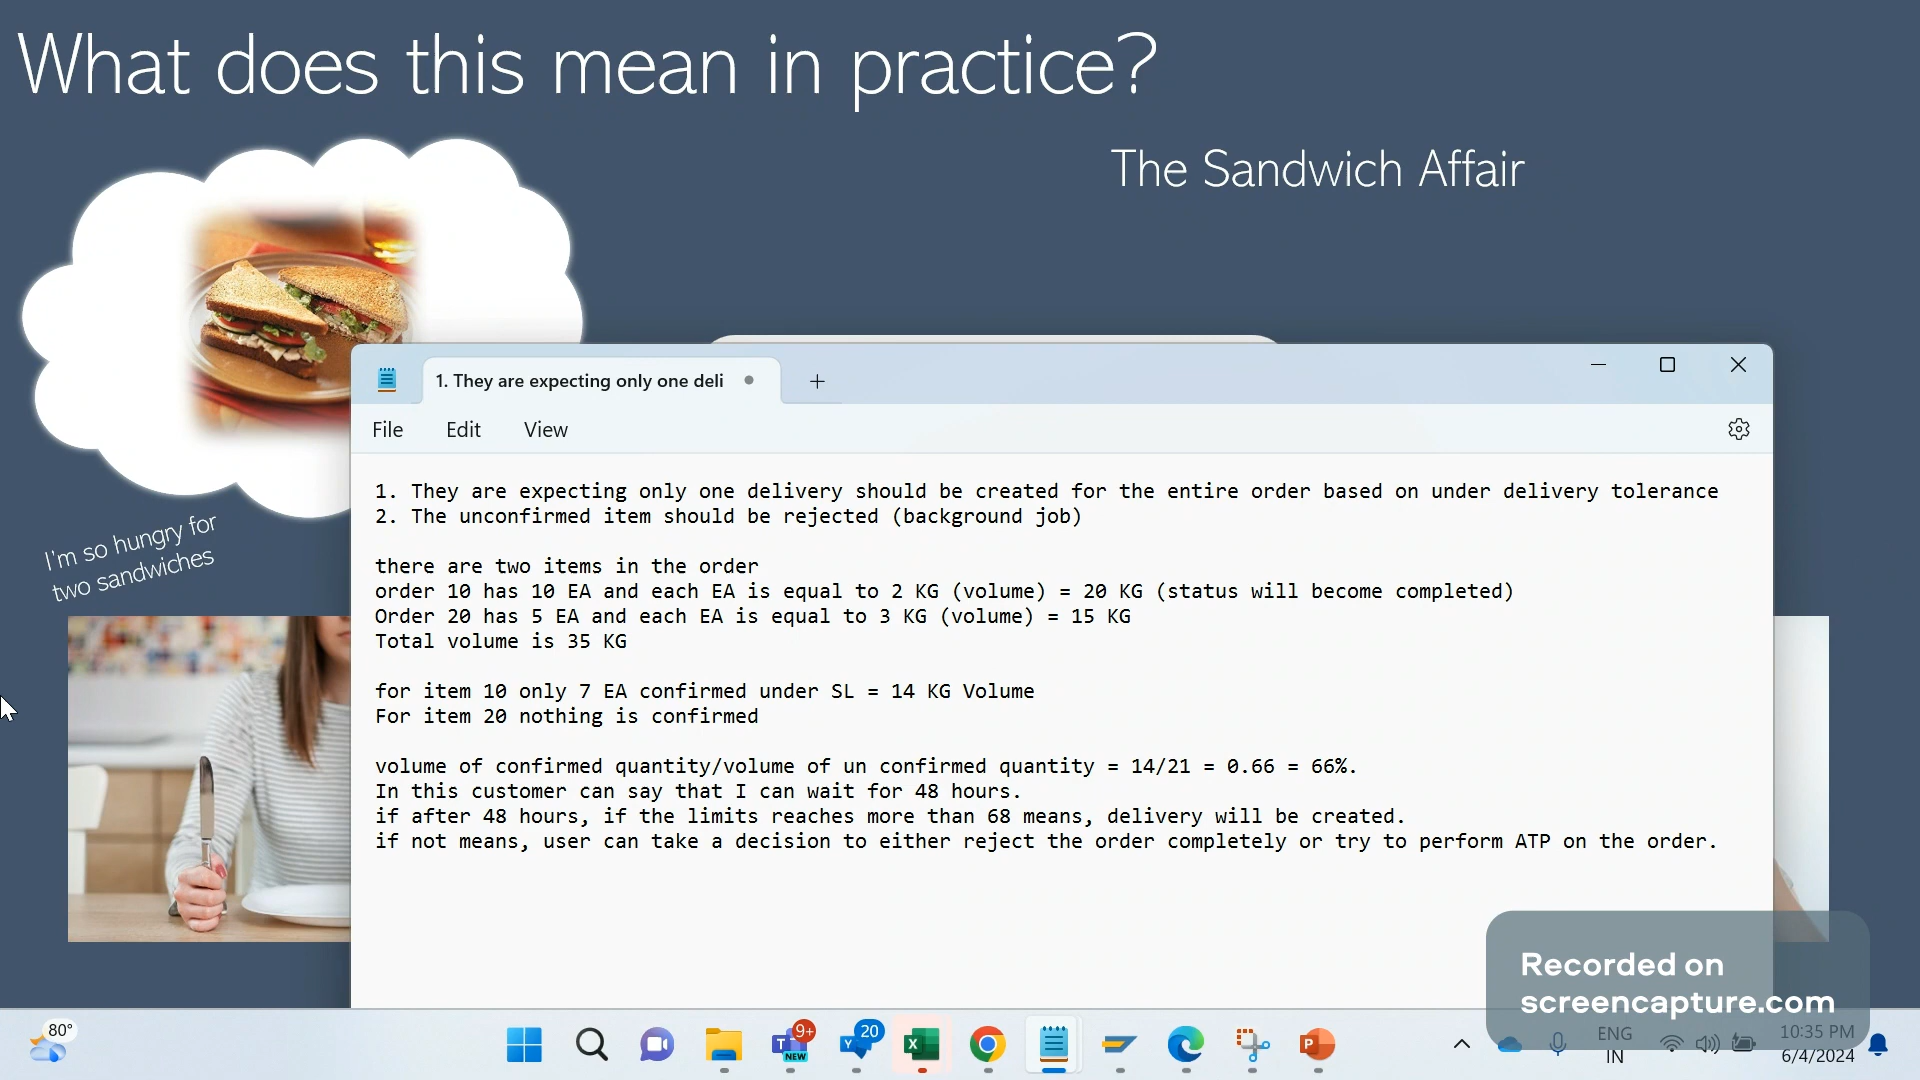 What does this mean in practice?
The Sandwich Affair
I'm so hungry for
two sandwiches
1. They are expecting only one deli
File Edit View
1. They are expecting only one delivery should be created for the entire order based on under delivery tolerance
2. The unconfirmed item should be rejected (background job)
there are two items in the order
order 10 has 10 EA and each EA is equal to 2 KG (volume) = 20 KG (status will become completed)
Order 20 has 5 EA and each EA is equal to 3 KG (volume) = 15 KG
Total volume is 35 KG
for item 10 only 7 EA confirmed under SL = 14 KG Volume
For item 20 nothing is confirmed
volume of confirmed quantity/volume of un confirmed quantity = 14/21 = 0.66 = 66%.
In this customer can say that I can wait for 48 hours.
if after 48 hours, if the limits reaches more than 68 means, delivery will be created.
if not means, user can take a decision to either reject the order completely or try to perform ATP on the order.
Recorded on
screencapture.com
80°
9+
NEW
20
ENG
IN
10:35 PM
6/4/2024